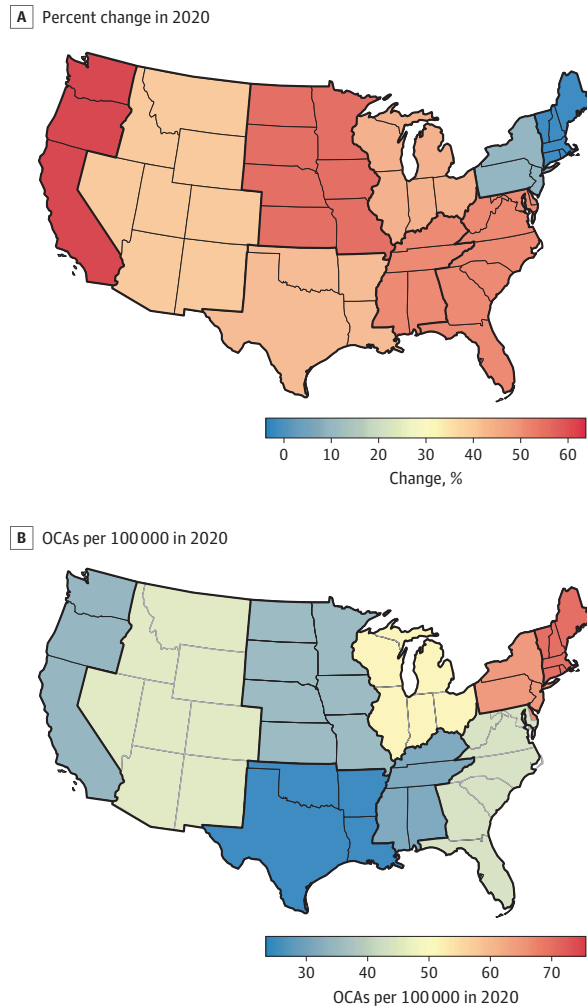 A Percent change in 2020
0 10 20 30 40 50 60
Change, %
B OCAs per 100 000 in 2020
30 40 50 60 70
OCAs per 100 000 in 2020